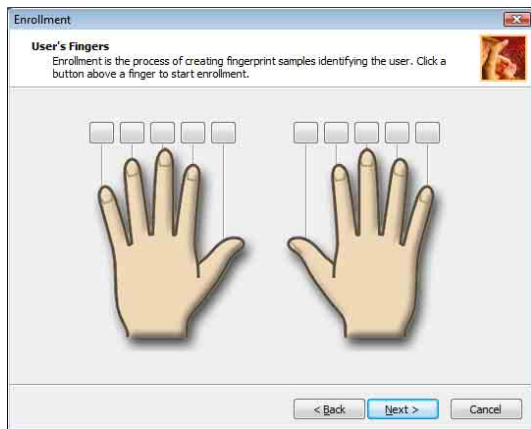 Enrollment
User's Fingers
Enrollment is the process of creating fingerprint samples identifying the user. Click a
button above a finger to start enrollment.
< Back
Next >
Cancel